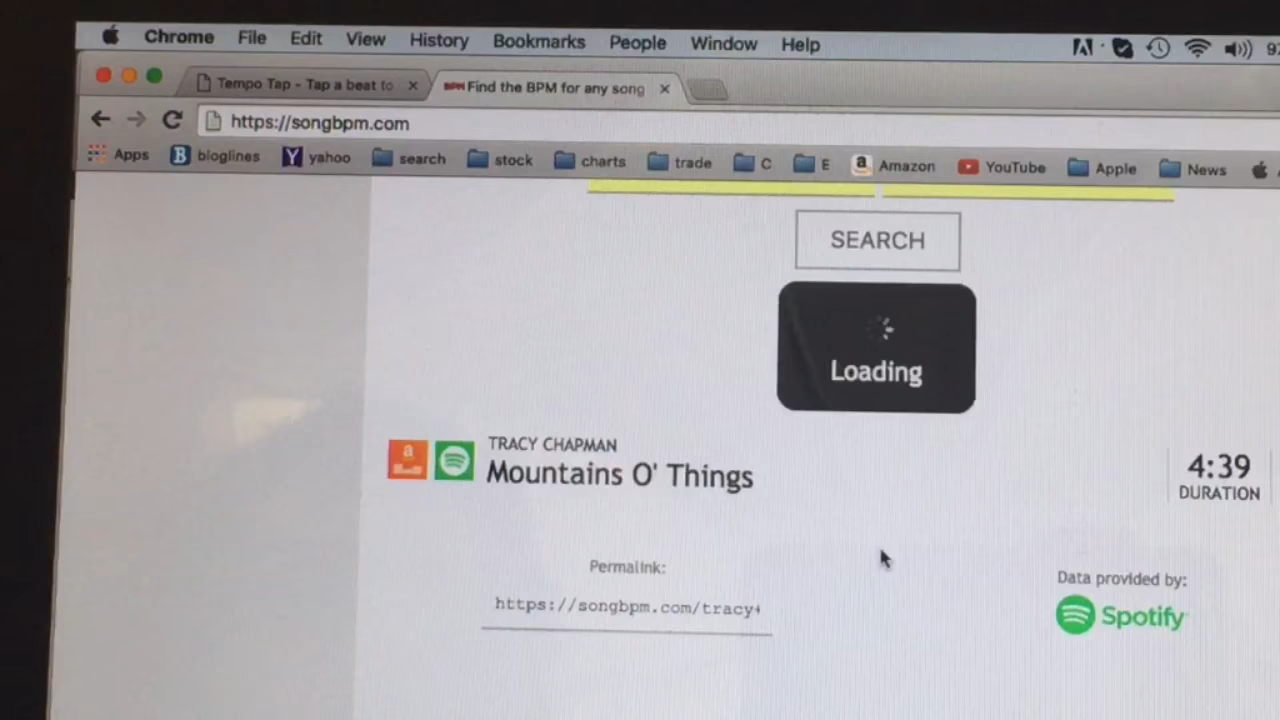 Chrome File Edit View History Bookmarks People Window Help
Tempo Tap - Tap a beat to
BPM Find the BPM for any song
https://songbpm.com
Apps bloglines yahoo search stock charts trade C E Amazon YouTube Apple News
SEARCH
Loading
TRACY CHAPMAN
Mountains O' Things
4:39
DURATION
Permalink:
https://songbpm.com/tracy+
Data provided by:
Spotify